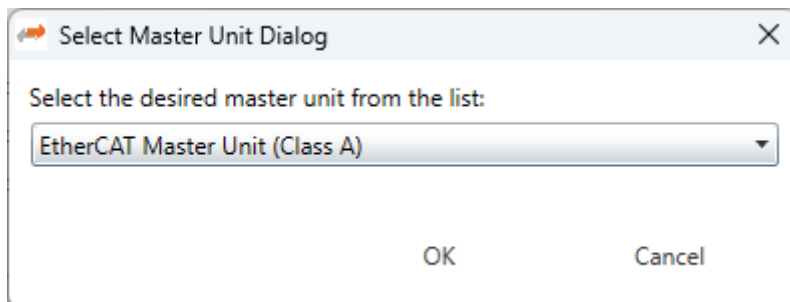 Select Master Unit Dialog
Select the desired master unit from the list:
EtherCAT Master Unit (Class A)
OK Cancel